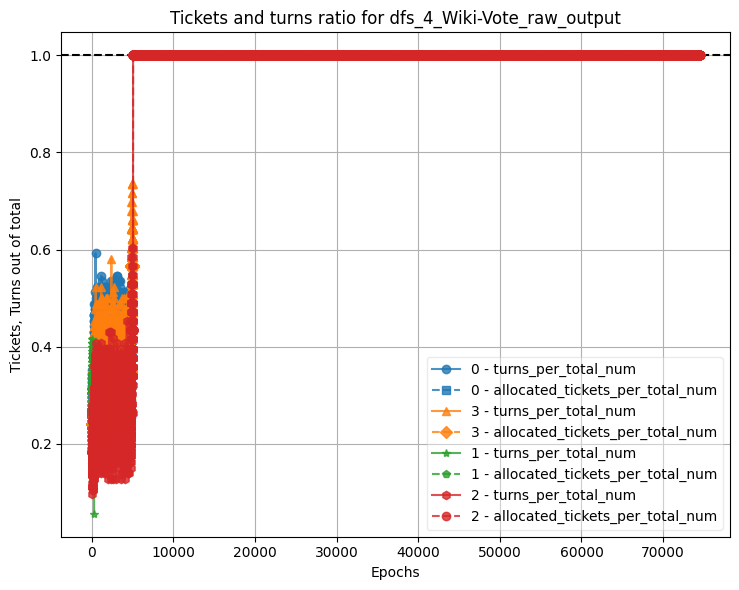 Tickets and turns ratio for dfs_4_Wiki-Vote_raw_output
Tickets, Turns out of total
1.0
0.8
0.6
0.4
0.2
0 - turns_per_total_num
0 - allocated_tickets_per_total_num
3 - turns_per_total_num
3 - allocated_tickets_per_total_num
1 - turns_per_total_num
1 - allocated_tickets_per_total_num
2 - turns_per_total_num
2 - allocated_tickets_per_total_num
0 10000 20000 30000 40000 50000 60000 70000
Epochs